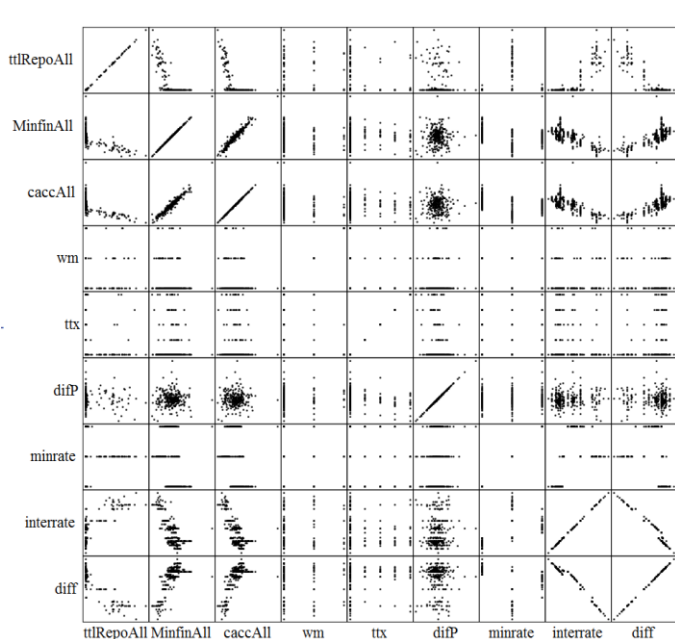 ttlRepoAll
MinfinAll
caccAll
wm
ttx
difP
minrate
interrate
diff
ttlRepoAll MinfinAll caccAll wm ttx difP minrate interrate diff